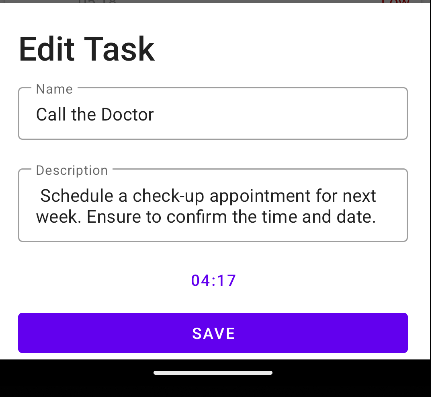 Edit Task
Name
Call the Doctor
Description
Schedule a check-up appointment for next
week. Ensure to confirm the time and date.
04:17
SAVE